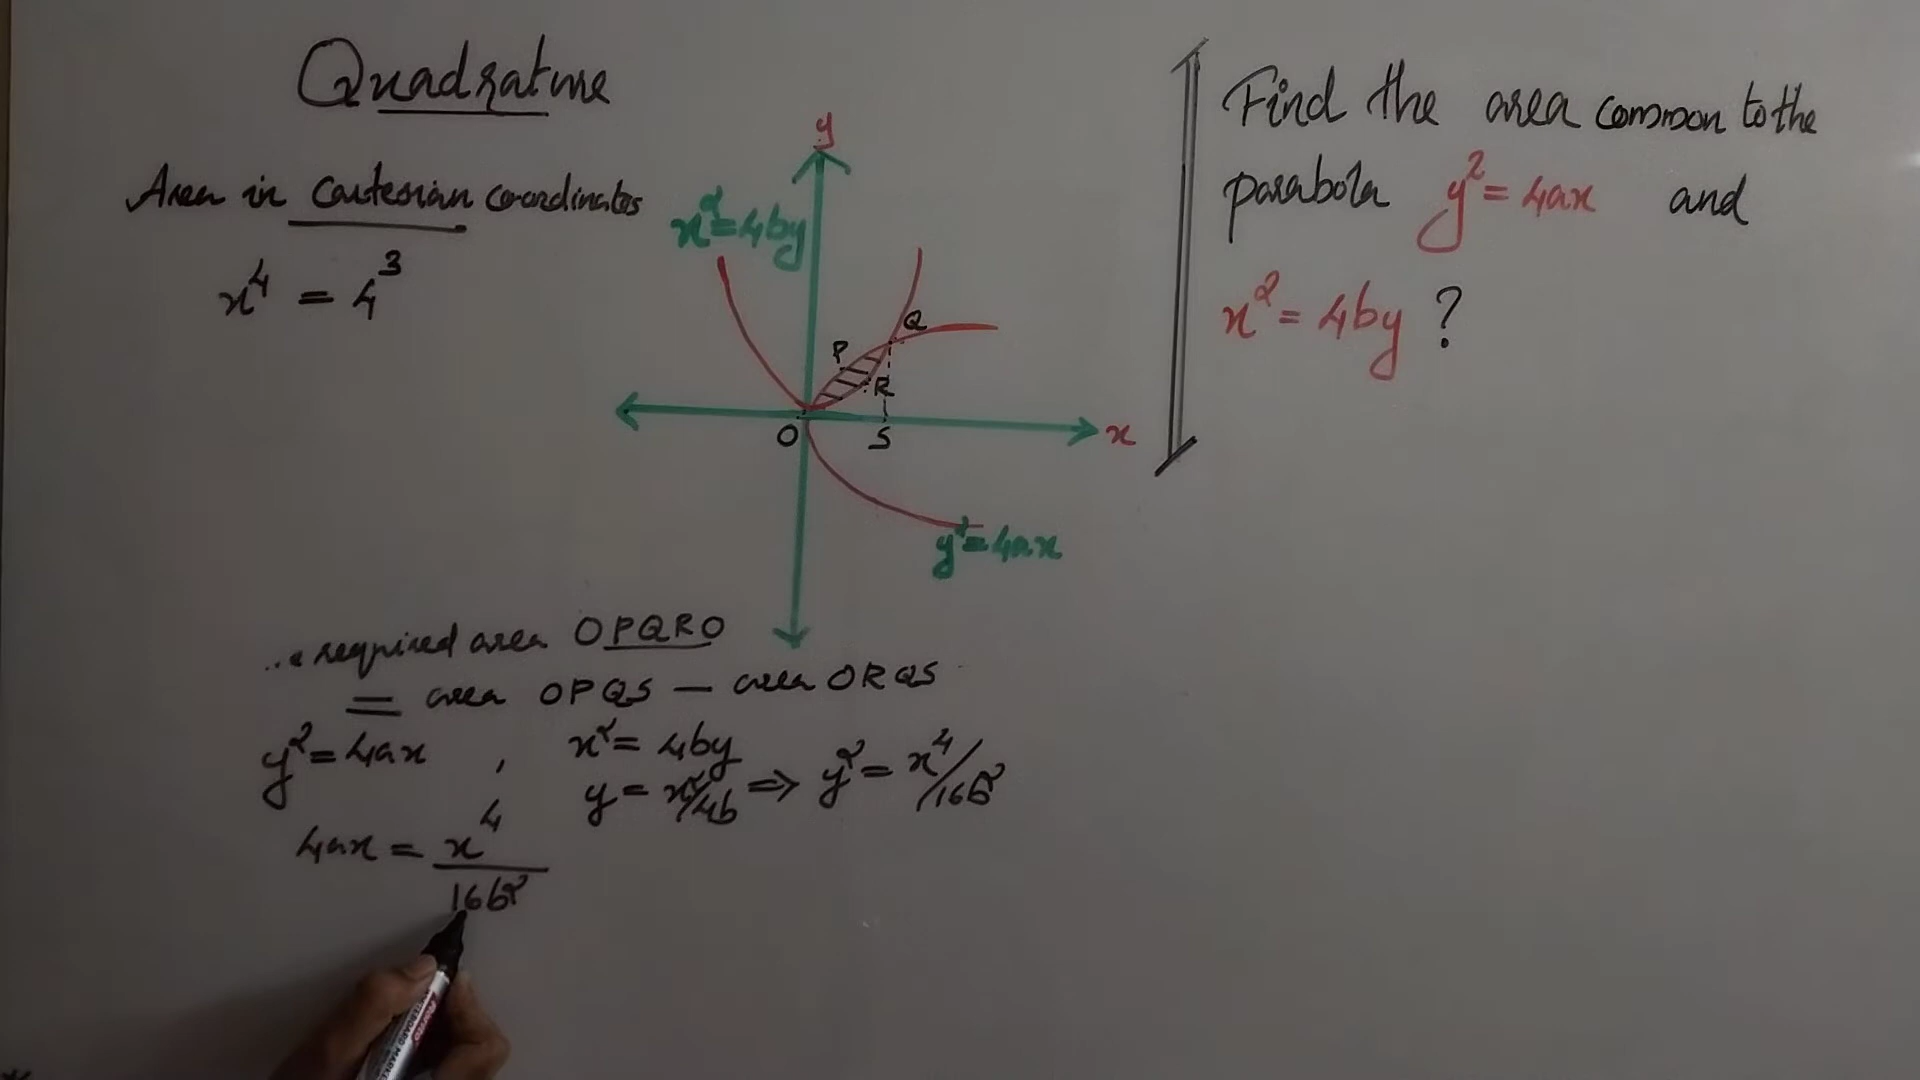 Quadrature
Area in Cartesian coordinates
x⁴ = 4³
y
x² = 4by
Q
P
R
O
S
x
y² = 4ax
Find the area common to the
parabola y² = 4ax and
x² = 4by ?
required area OPQRO
= area OPQS – area ORQS
y² = 4ax , x² = 4by
y = x²/4b ⇒ y² = x⁴/16b²
4ax = x⁴/16b²